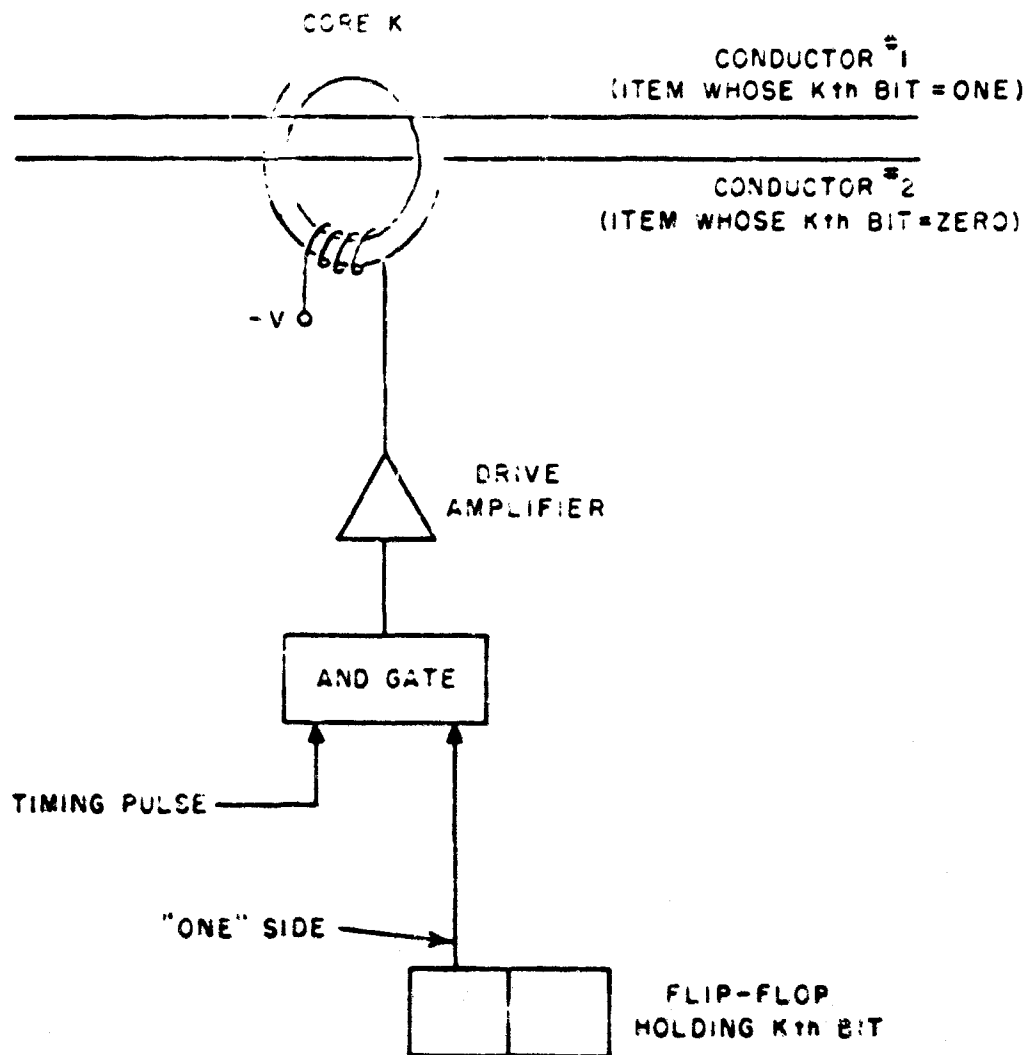 CORE K
CONDUCTOR #1
(ITEM WHOSE Kth BIT = ONE)
CONDUCTOR #2
(ITEM WHOSE Kth BIT = ZERO)
-V
DRIVE
AMPLIFIER
AND GATE
TIMING PULSE
"ONE" SIDE
FLIP-FLOP
HOLDING Kth BIT